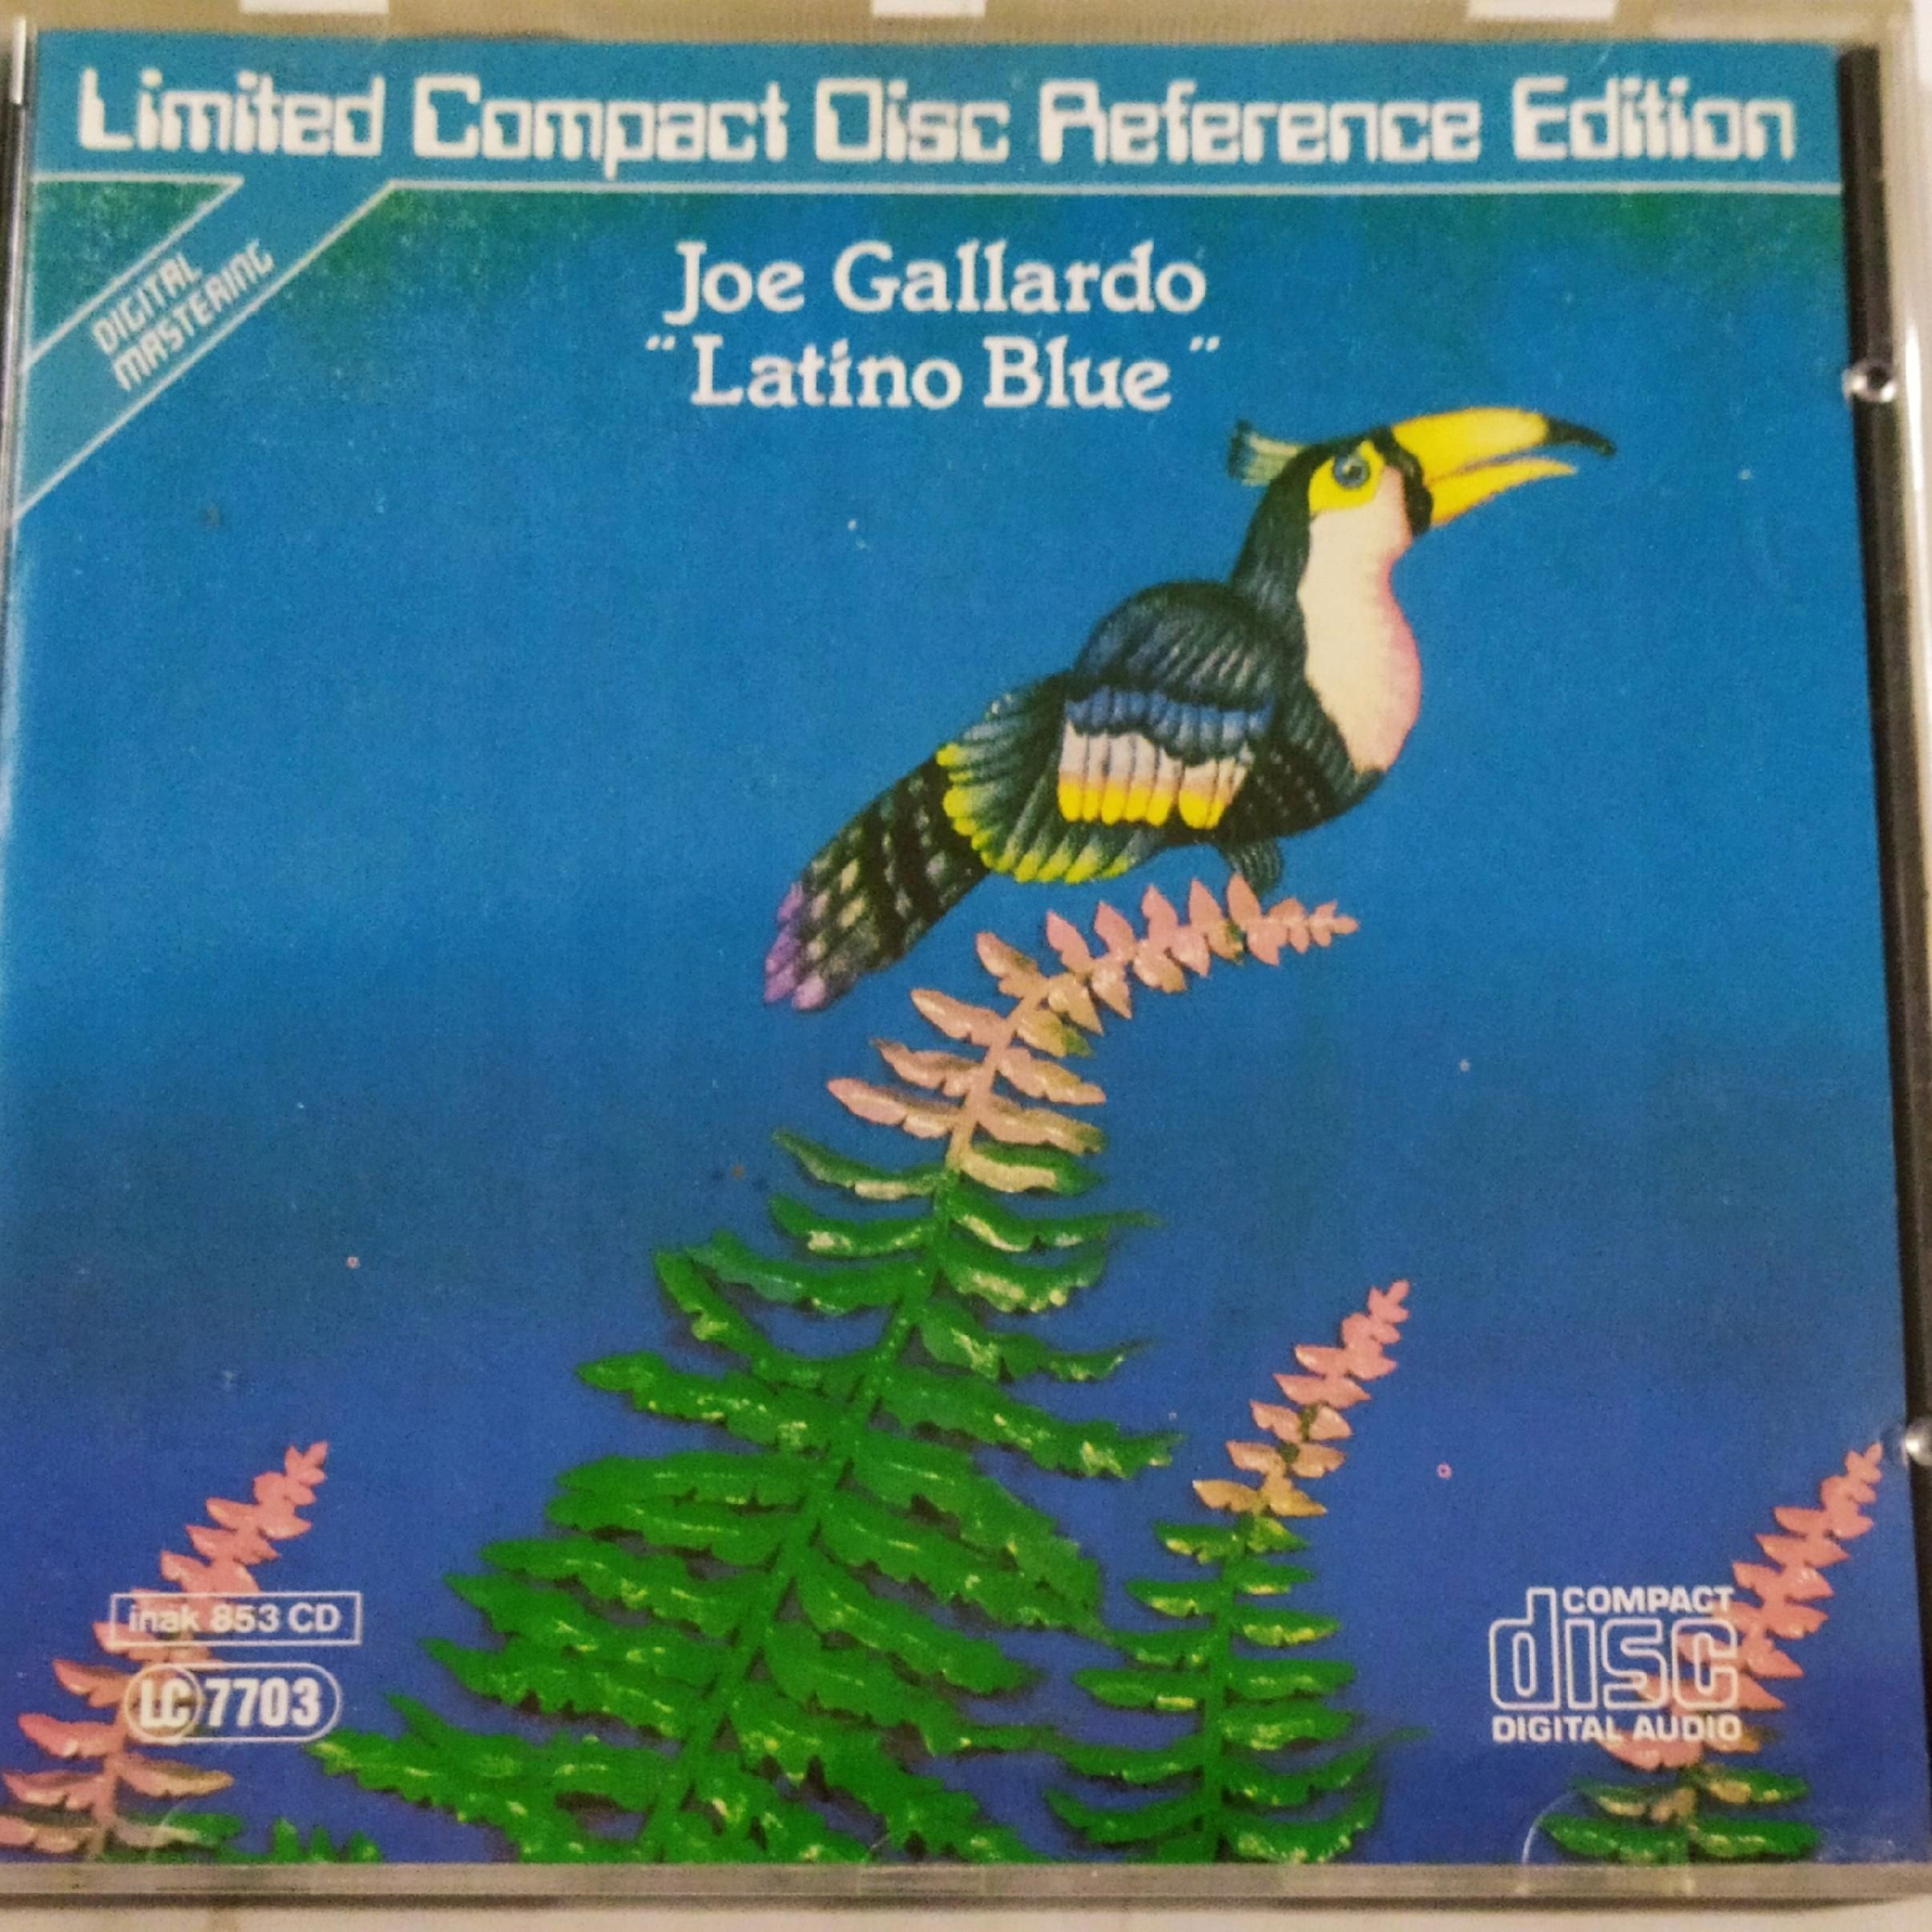 Limited Compact Disc Reference Edition
DIGITAL
MASTERING
Joe Gallardo
"Latino Blue"
inak 853 CD
LC 7703
COMPACT
disc
DIGITAL AUDIO